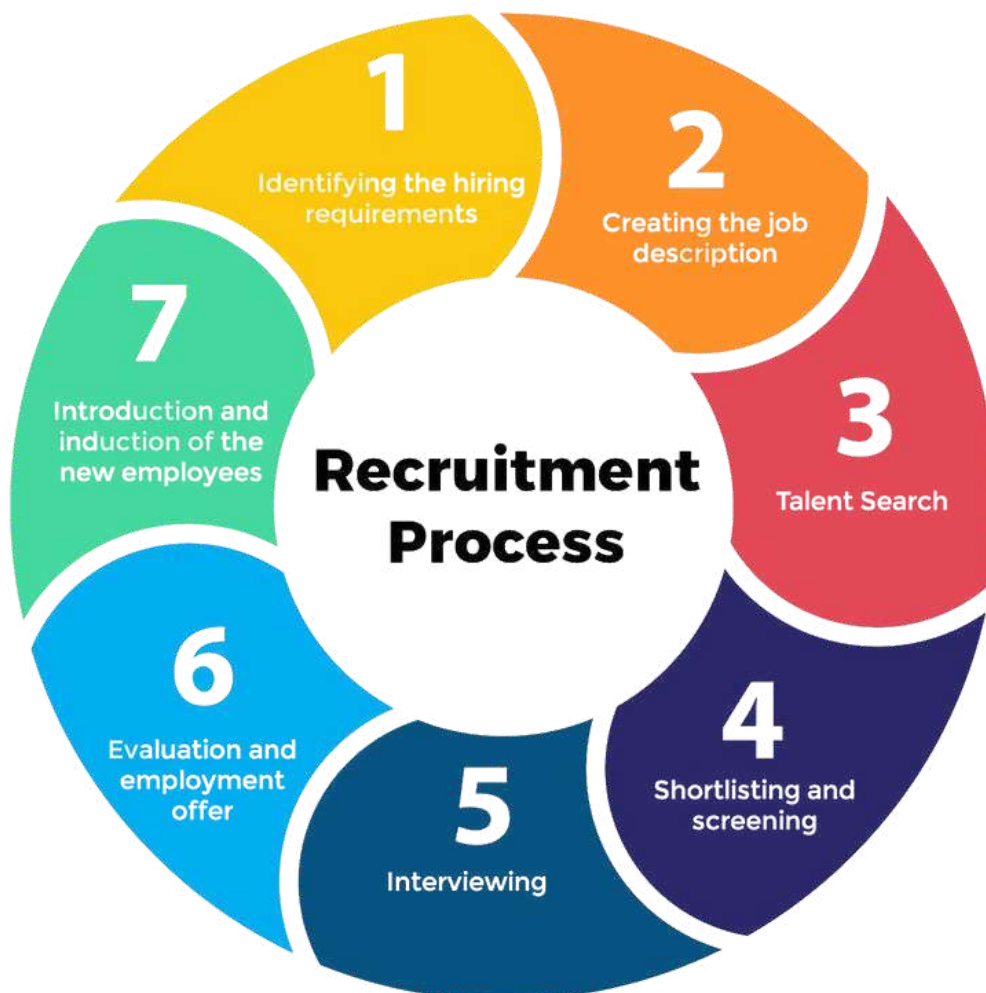 1
Identifying the hiring
requirements
2
Creating the job
description
3
Talent Search
4
Shortlisting and
screening
5
Interviewing
6
Evaluation and
employment
offer
7
Introduction and
induction of the
new employees
Recruitment
Process